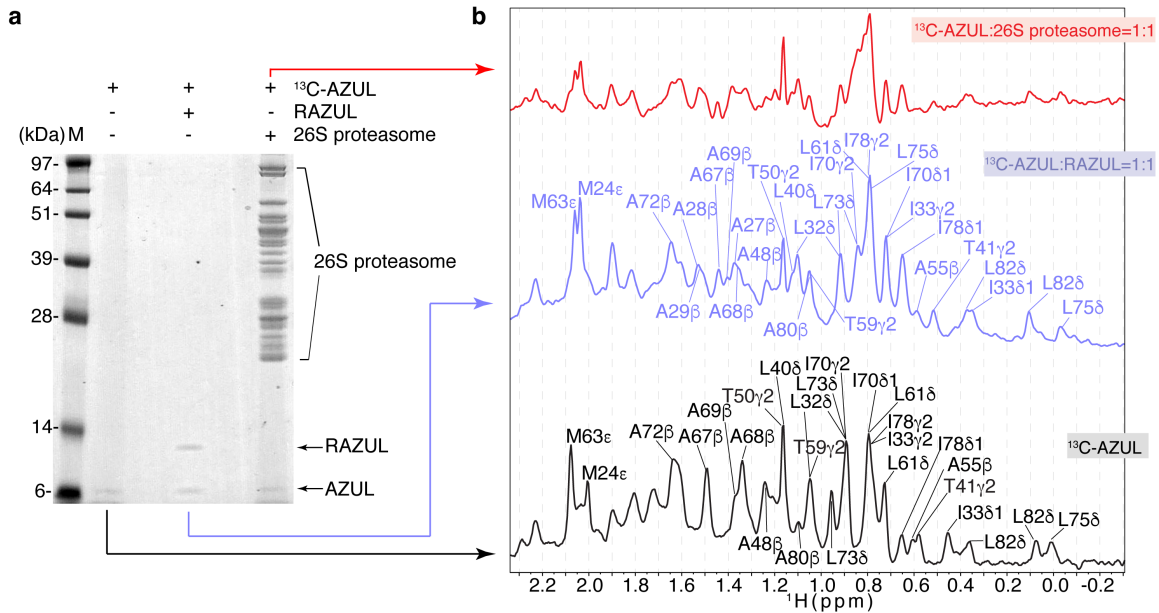 a
+ + + ¹³C-AZUL
- + - RAZUL
- - + 26S proteasome
(kDa) M
97-
64-
51-
39-
28-
14-
6-
26S proteasome
RAZUL
AZUL
b
¹³C-AZUL:26S proteasome=1:1
¹³C-AZUL:RAZUL=1:1
M63ε
M24ε
A72β
A28β
A29β
A67β
A69β
A68β
A27β
A48β
T50γ2
L40δ
L32δ
A80β
T59γ2
L73δ
I70γ2
L61δ
I78γ2
L75δ
I70δ1
I33γ2
I78δ1
A55β
T41γ2
L82δ
I33δ1
L82δ
L75δ
¹³C-AZUL
M63ε
M24ε
A72β
A67β
A69β
A68β
T50γ2
A48β
L40δ
A80β
T59γ2
L32δ
L73δ
I70γ2
L73δ
I70δ1
L61δ
I78γ2
I33γ2
L61δ
I78δ1
A55β
T41γ2
I33δ1
L82δ
L82δ
L75δ
2.2 2.0 1.8 1.6 1.4 1.2 1.0 0.8 0.6 0.4 0.2 0.0 -0.2
¹H(ppm)